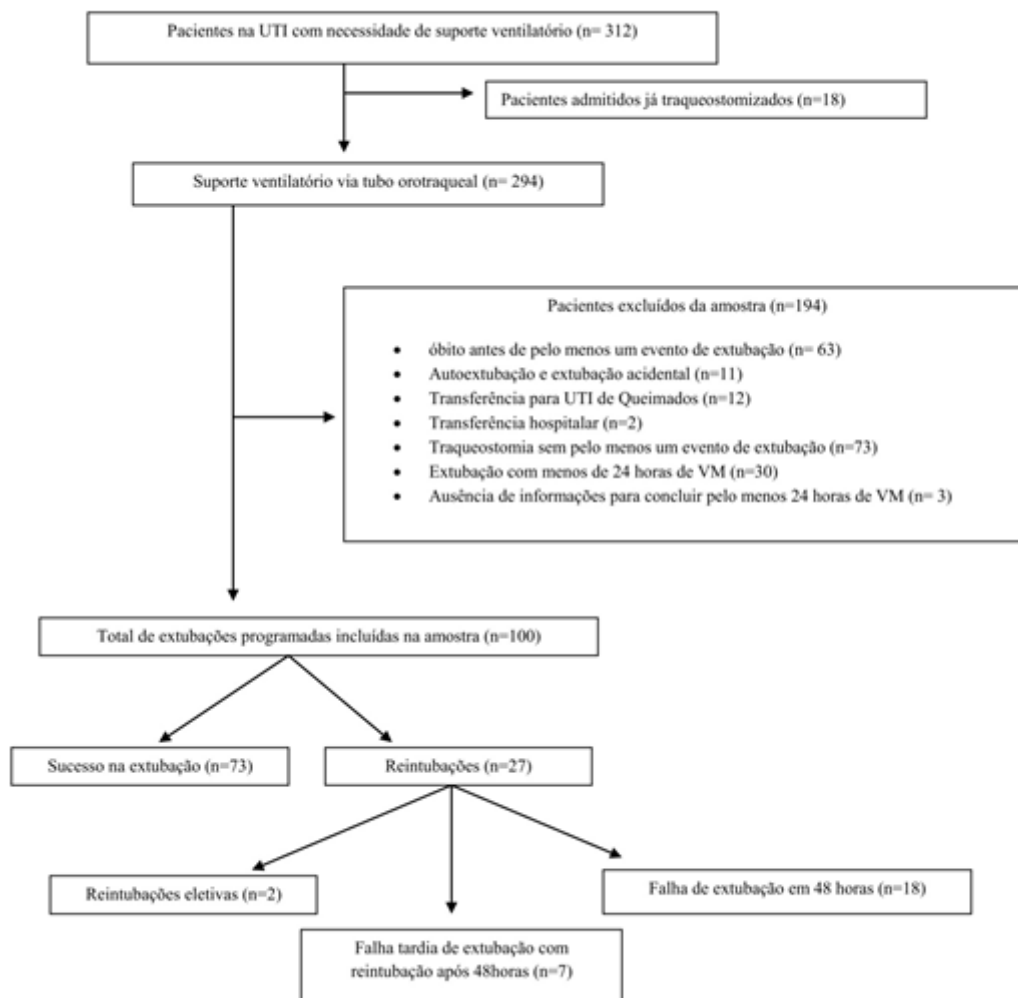 Pacientes na UTI com necessidade de suporte ventilatório (n= 312)
Pacientes admitidos já traqueostomizados (n=18)
Suporte ventilatório via tubo orotraqueal (n= 294)
Pacientes excluídos da amostra (n=194)
• óbito antes de pelo menos um evento de extubação (n= 63)
• Autoextubação e extubação acidental (n=11)
• Transferência para UTI de Queimados (n=12)
• Transferência hospitalar (n=2)
• Traqueostomia sem pelo menos um evento de extubação (n=73)
• Extubação com menos de 24 horas de VM (n=30)
• Ausência de informações para concluir pelo menos 24 horas de VM (n= 3)
Total de extubações programadas incluídas na amostra (n=100)
Sucesso na extubação (n=73)
Reintubações (n=27)
Reintubações eletivas (n=2)
Falha de extubação em 48 horas (n=18)
Falha tardia de extubação com
reintubação após 48horas (n=7)